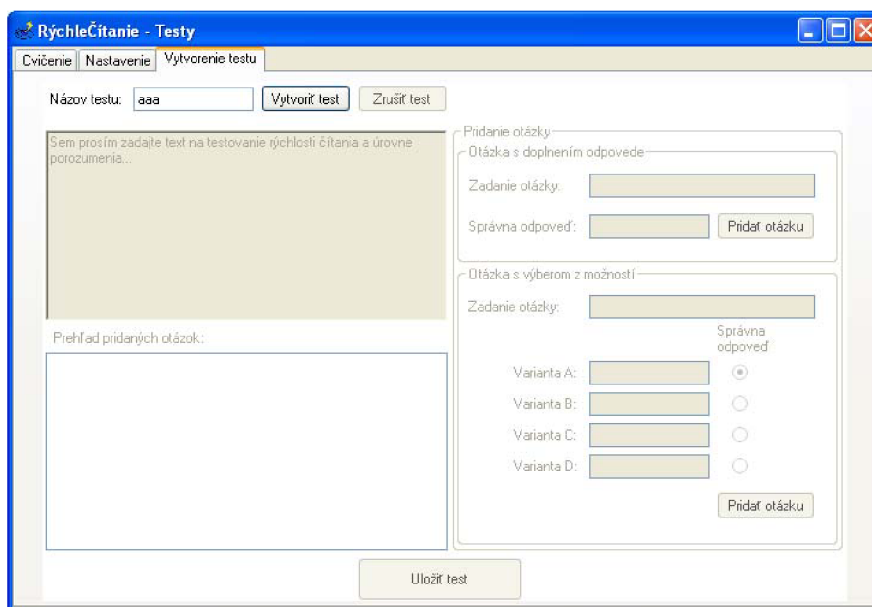 RýchleČítanie - Testy
Cvičenie Nastavenie Vytvorenie testu
Názov testu: aaa Vytvoriť test Zrušiť test
Sem prosím zadajte text na testovanie rýchlosti čítania a úrovne
porozumenia...
Prehľad pridaných otázok:
Pridanie otázky
Otázka s doplnením odpovede
Zadanie otázky:
Správna odpoveď: Pridať otázku
Otázka s výberom z možností
Zadanie otázky:
Správna
odpoveď
Varianta A:
Varianta B:
Varianta C:
Varianta D:
Pridať otázku
Uložiť test